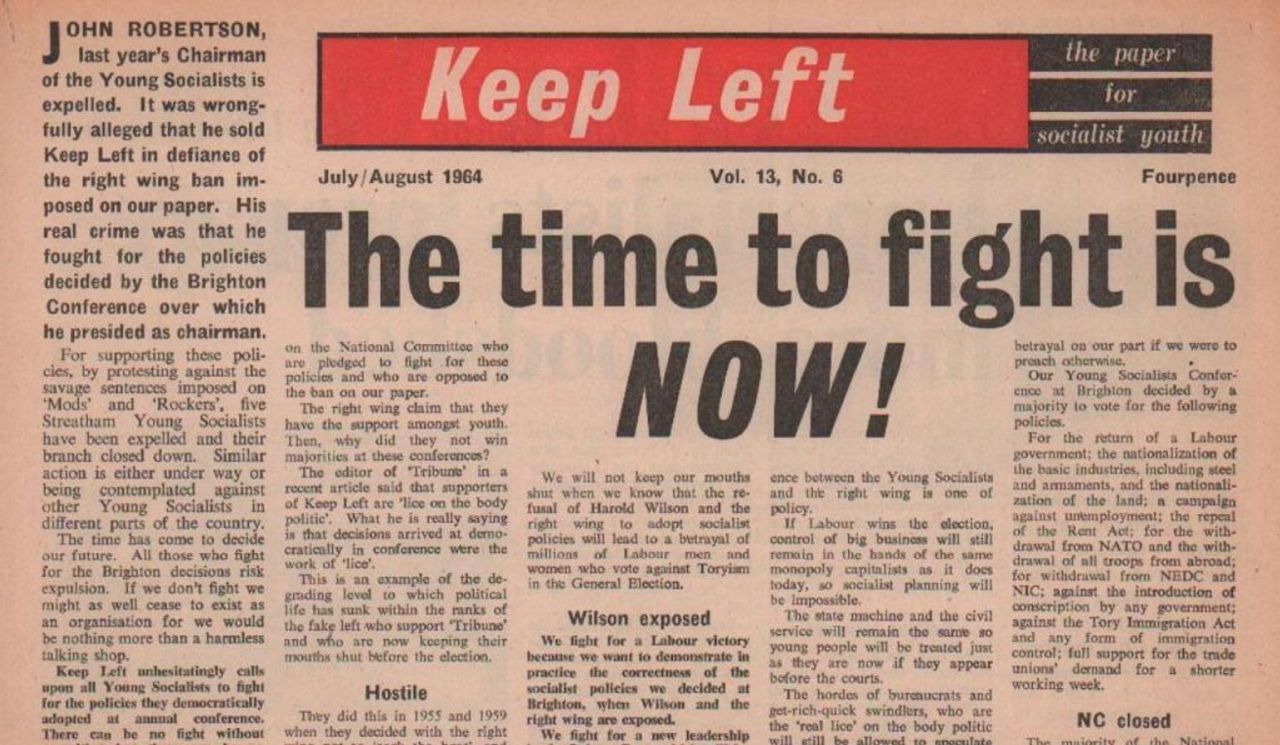 JOHN ROBERTSON,
last year's Chairman
of the Young Socialists is
expelled. It was wrong-
fully alleged that he sold
Keep Left in defiance of
the right wing ban im-
posed on our paper. His
real crime was that he
fought for the policies
decided by the Brighton
Conference over which
he presided as chairman.
For supporting these poli-
cies, by protesting against the
savage sentences imposed on
'Mods' and 'Rockers', five
Streatham Young Socialists
have been expelled and their
branch closed down. Similar
action is either under way or
being contemplated against
other Young Socialists in
different parts of the country.
The time has come to decide
our future. All those who fight
for the Brighton decisions risk
expulsion. If we don't fight we
might as well cease to exist as
an organisation for we would
be nothing more than a harmless
talking shop.
Keep Left unhesitatingly calls
upon all Young Socialists to fight
for the policies they democratically
adopted at annual conference.
There can be no fight without
Keep Left
the paper
for
socialist youth
July/August 1964
Vol. 13, No. 6
Fourpence
The time to fight is
NOW!
on the National Committee who
are pledged to fight for these
policies and who are opposed to
the ban on our paper.
The right wing claim that they
have the support amongst youth.
Then, why did they not win
majorities at these conferences?
The editor of 'Tribune' in a
recent article said that supporters
of Keep Left are 'lice on the body
politic'. What he is really saying
is that decisions arrived at demo-
cratically in conference were the
work of 'lice'.
This is an example of the de-
grading level to which political
life has sunk within the ranks of
the fake left who support 'Tribune'
and who are now keeping their
mouths shut before the election.
Hostile
They did this in 1955 and 1959
when they decided with the right
We will not keep our mouths
shut when we know that the re-
fusal of Harold Wilson and the
right wing to adopt socialist
policies will lead to a betrayal of
millions of Labour men and
women who vote against Toryism
in the General Election.
Wilson exposed
We fight for a Labour victory
because we want to demonstrate in
practice the correctness of the
socialist policies we decided at
Brighton, when Wilson and the
right wing are exposed.
We fight for a new leadership
ence between the Young Socialists
and the right wing is one of
policy.
If Labour wins the election,
control of big business will still
remain in the hands of the same
monopoly capitalists as it does
today, so socialist planning will
be impossible.
The state machine and the civil
service will remain the same so
young people will be treated just
as they are now if they appear
before the courts.
The hordes of bureaucrats and
get-rich-quick swindlers, who are
the 'real lice' on the body politic
will still be allowed to speculate
betrayal on our part if we were to
preach otherwise.
Our Young Socialists Confer-
ence at Brighton decided by a
majority to vote for the following
policies.
For the return of a Labour
government; the nationalization of
the basic industries, including steel
and armaments, and the nationali-
zation of the land; a campaign
against unemployment; the repeal
of the Rent Act; for the with-
drawal from NATO and the with-
drawal of all troops from abroad;
for withdrawal from NEDC and
NIC; against the introduction of
conscription by any government;
against the Tory Immigration Act
and any form of immigration
control; full support for the trade
unions' demand for a shorter
working week.
NC closed
The majority of the National